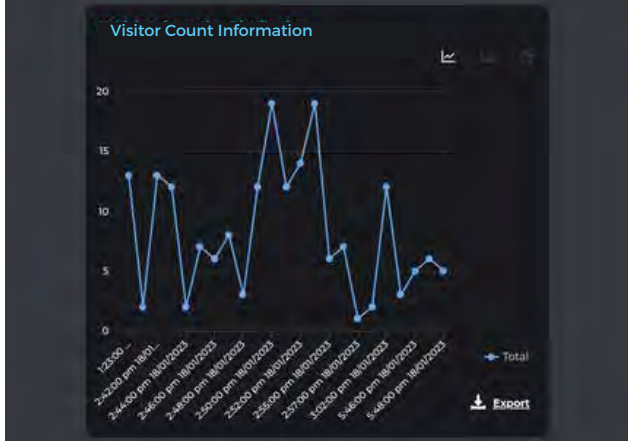 Visitor Count Information
20
15
10
5
0
1:23:00 ...
2:42:00 pm 18/01...
2:44:00 pm 18/01/2023
2:46:00 pm 18/01/2023
2:48:00 pm 18/01/2023
2:50:00 pm 18/01/2023
2:52:00 pm 18/01/2023
2:55:00 pm 18/01/2023
2:57:00 pm 18/01/2023
3:02:00 pm 18/01/2023
5:46:00 pm 18/01/2023
5:48:00 pm 18/01/2023
Total
Export